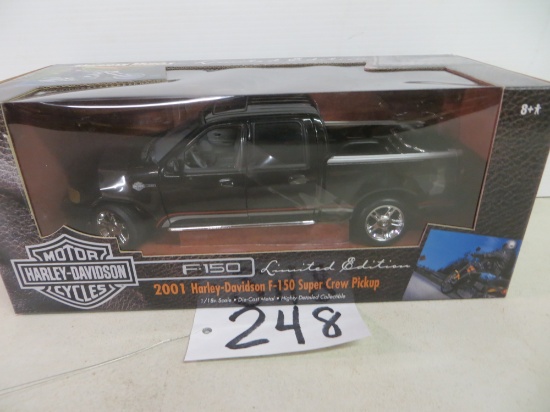 8+
MOTOR
HARLEY-DAVIDSON
CYCLES
F-150 Limited Edition
2001 Harley-Davidson F-150 Super Crew Pickup
1/18th Scale • Die-Cast Metal • Highly-Detailed Collectible
248